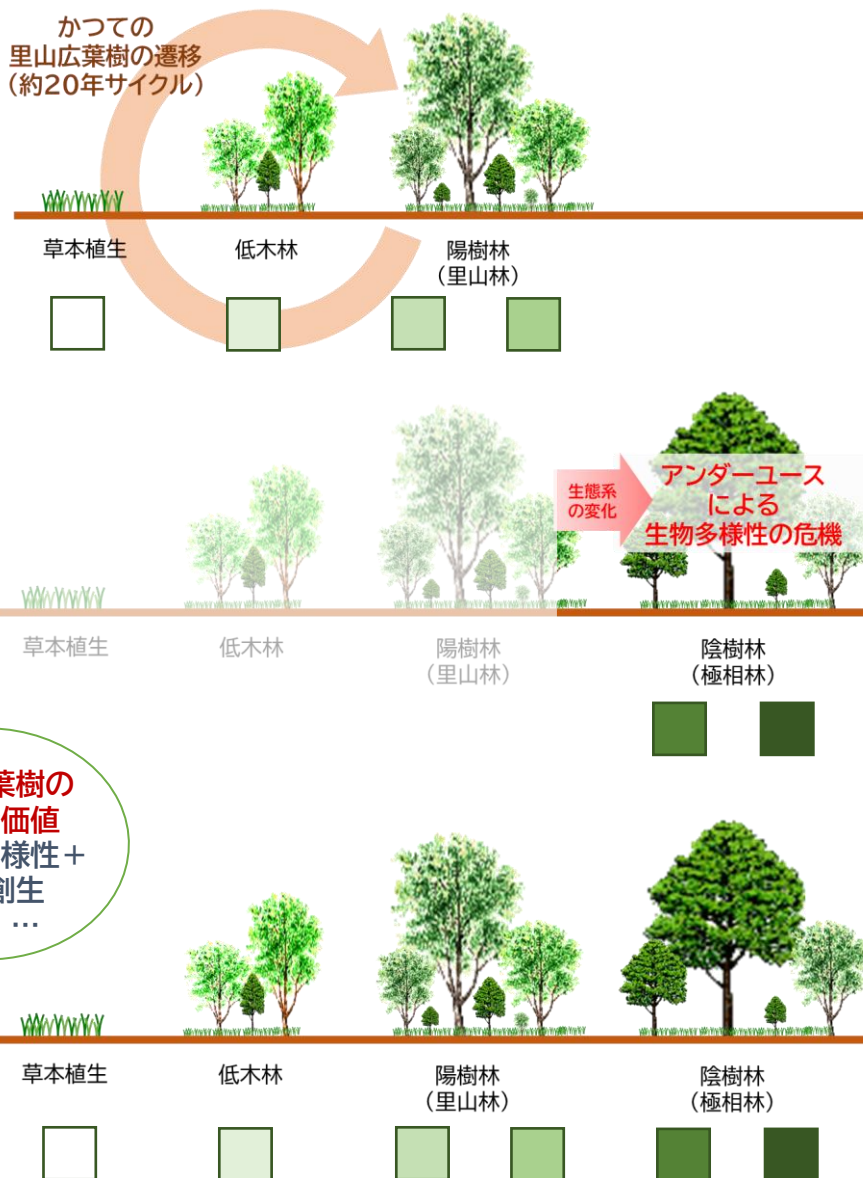 かつての
里山広葉樹の遷移
（約20年サイクル）
草本植生
低木林
陽樹林
（里山林）
生態系
の変化
アンダーユース
による
生物多様性の危機
草本植生
低木林
陽樹林
（里山林）
陰樹林
（極相林）
葉樹の
価値
様性＋
創生
…
草本植生
低木林
陽樹林
（里山林）
陰樹林
（極相林）